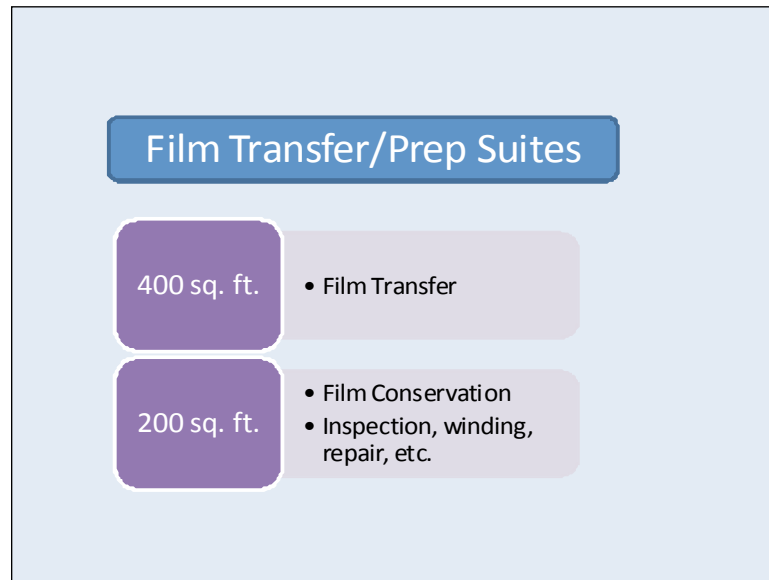 Film Transfer/Prep Suites
400 sq. ft.
• Film Transfer
200 sq. ft.
• Film Conservation
• Inspection, winding,
repair, etc.